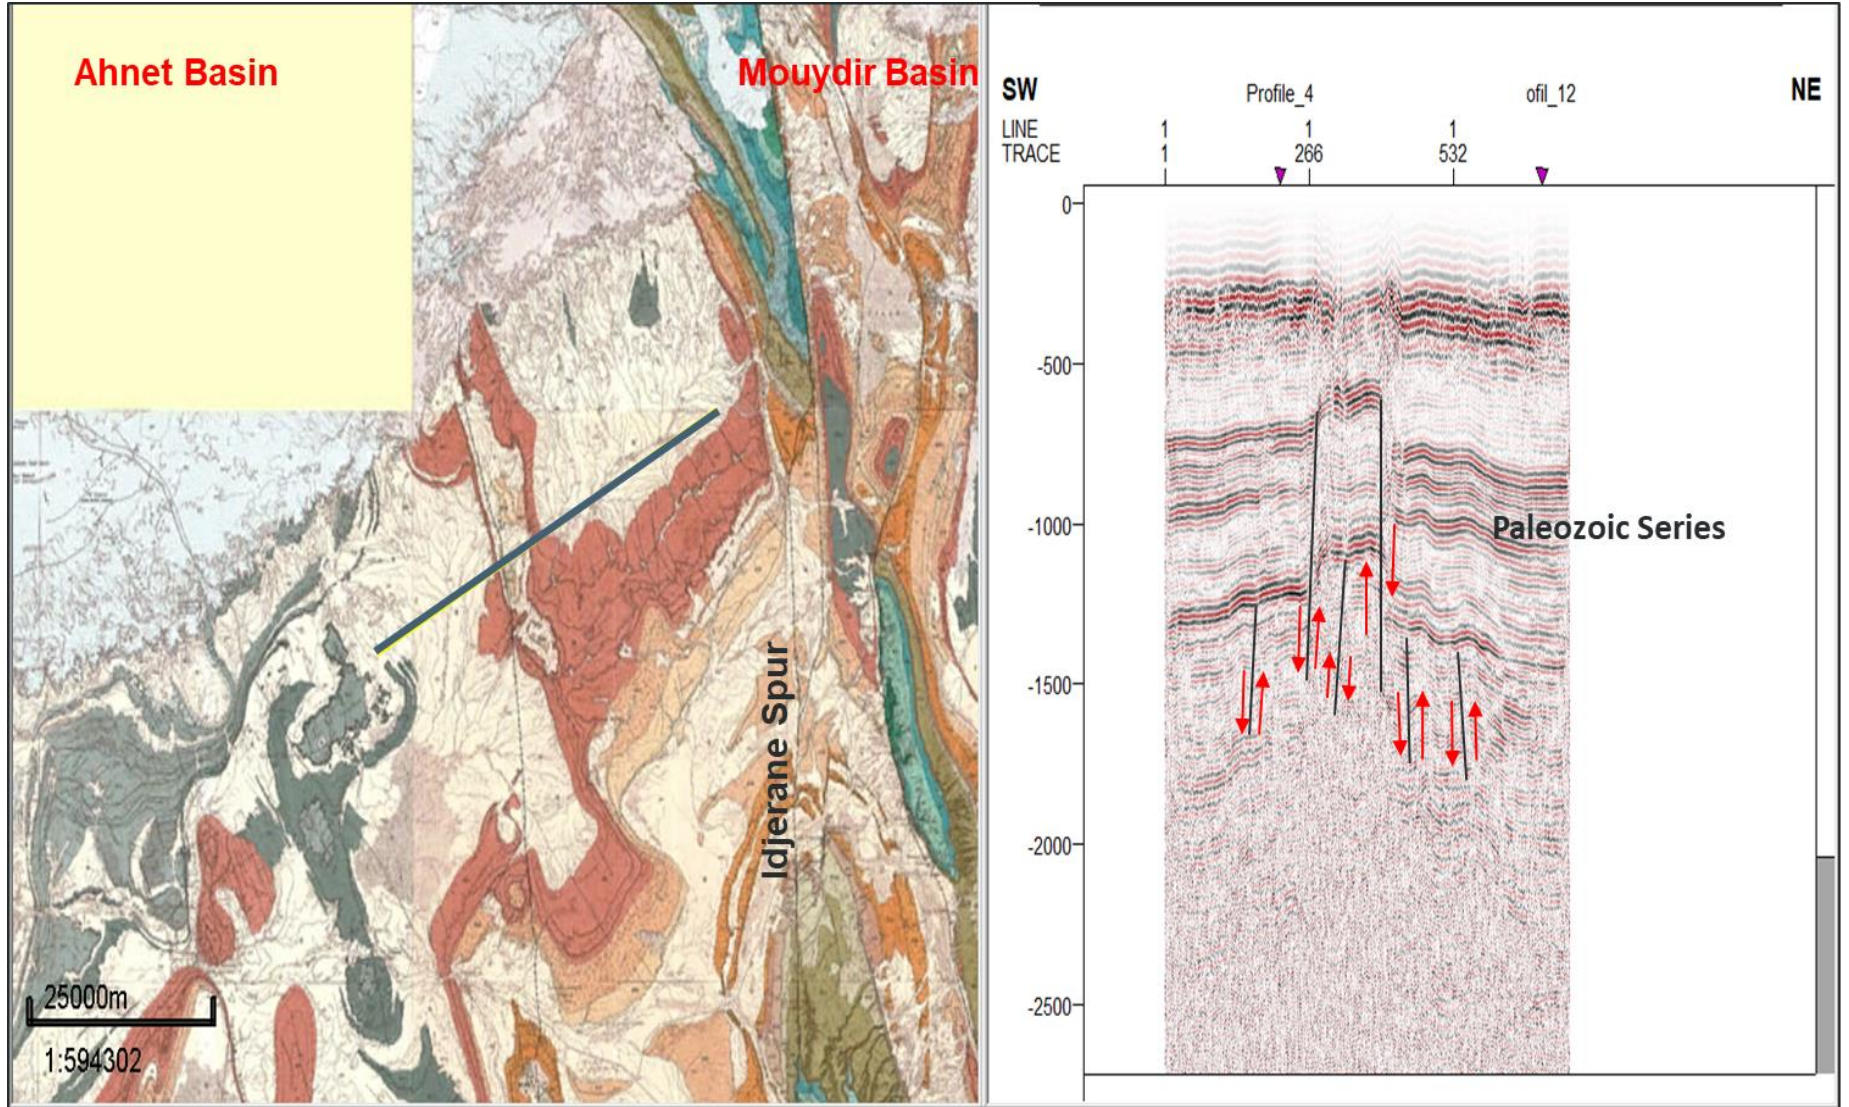 Ahnet Basin
Mouydir Basin
Idjerane Spur
25000m
1:594302
SW
Profile_4
ofil_12
NE
LINE
1
1
1
TRACE
1
266
532
0
-500
-1000
-1500
-2000
-2500
Paleozoic Series